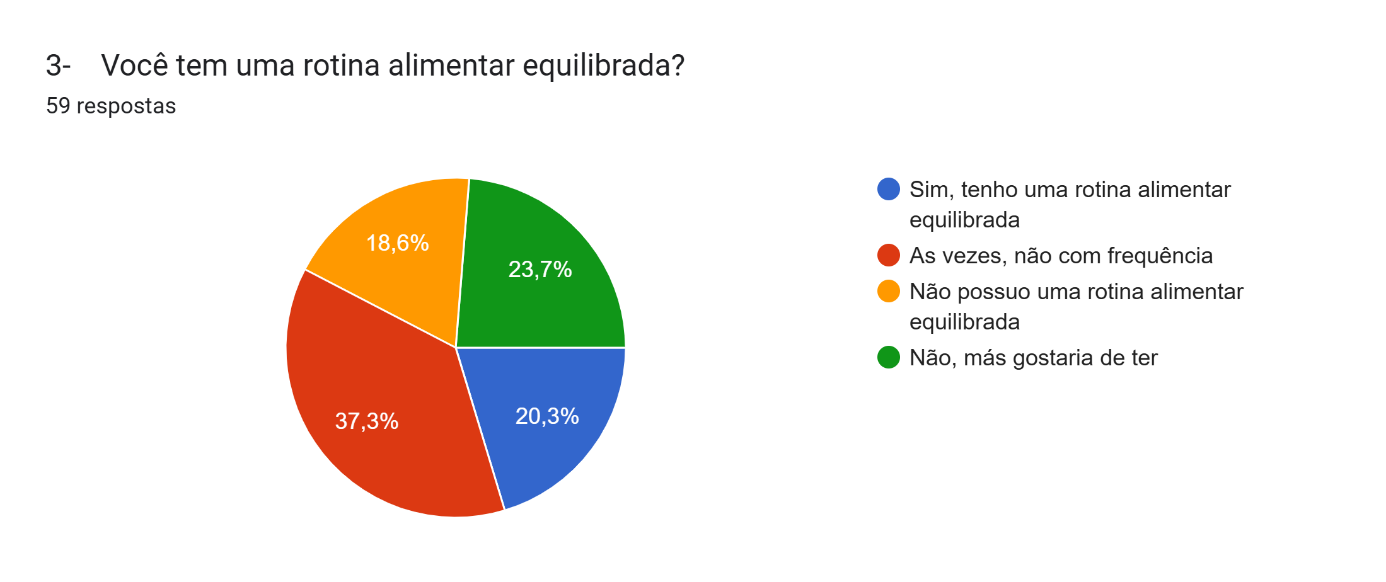 3- Você tem uma rotina alimentar equilibrada?
59 respostas
18,6%
23,7%
37,3%
20,3%
Sim, tenho uma rotina alimentar
equilibrada
As vezes, não com frequência
Não possuo uma rotina alimentar
equilibrada
Não, más gostaria de ter